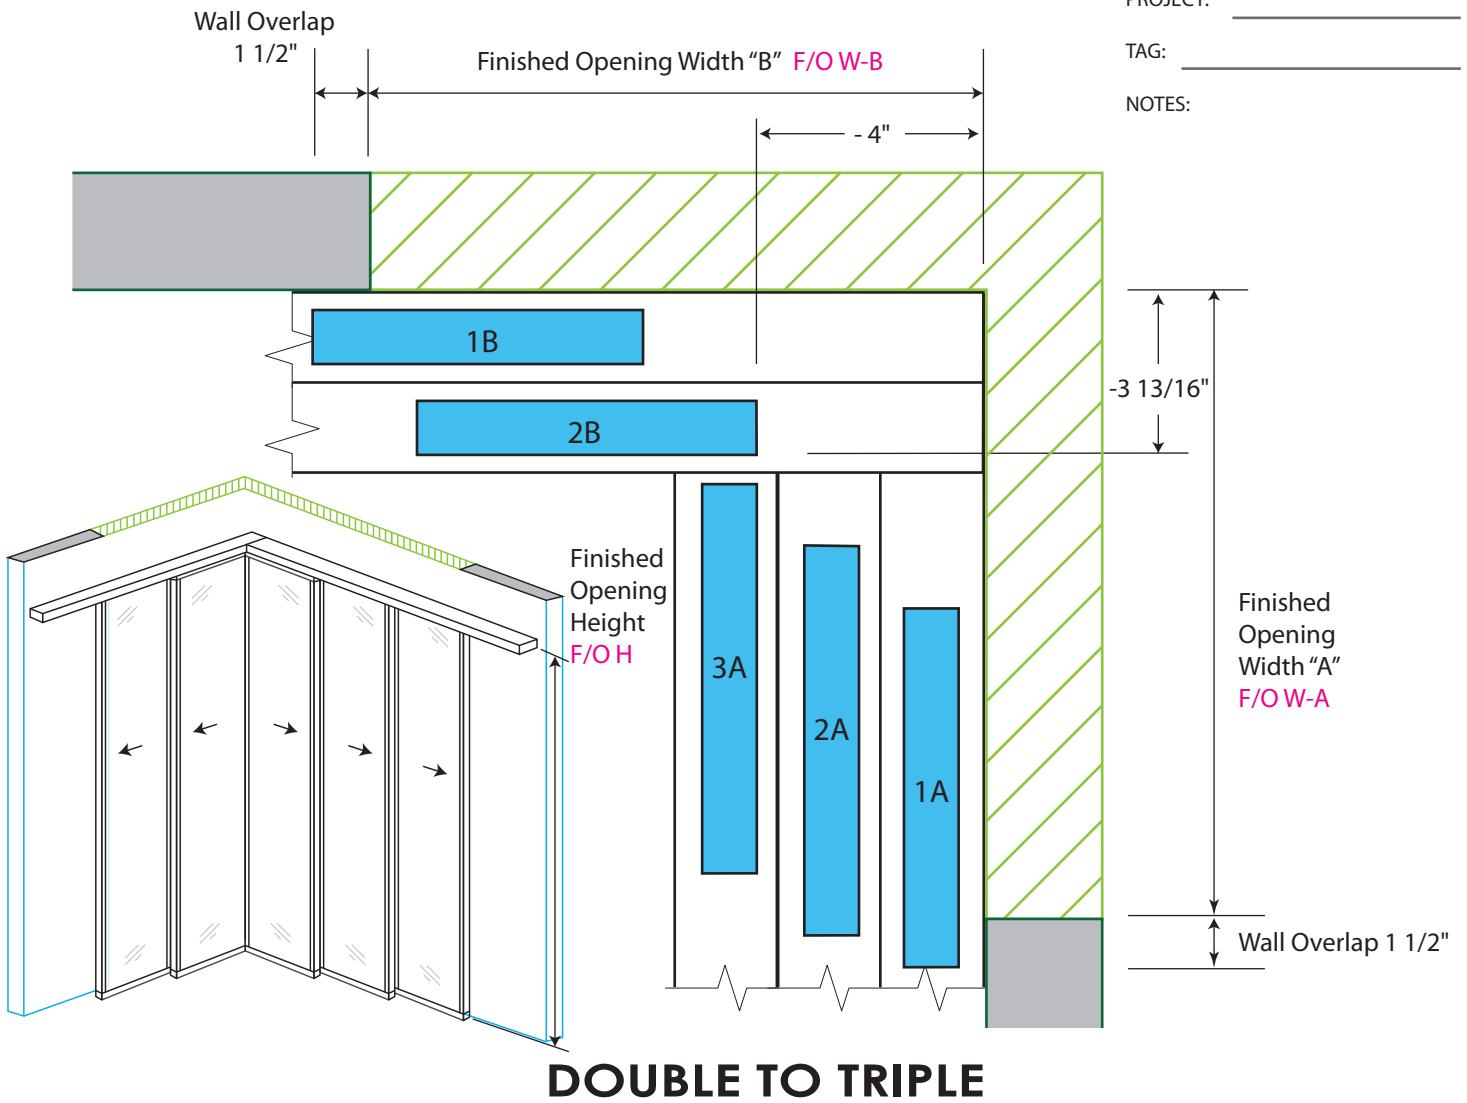 PROJECT:
Wall Overlap
1 1/2"
Finished Opening Width “B” F/O W-B
TAG:
NOTES:
- 4"
1B
-3 13/16"
2B
Finished
Opening
Height
F/O H
3A
2A
1A
Finished
Opening
Width “A”
F/O W-A
Wall Overlap 1 1/2"
DOUBLE TO TRIPLE